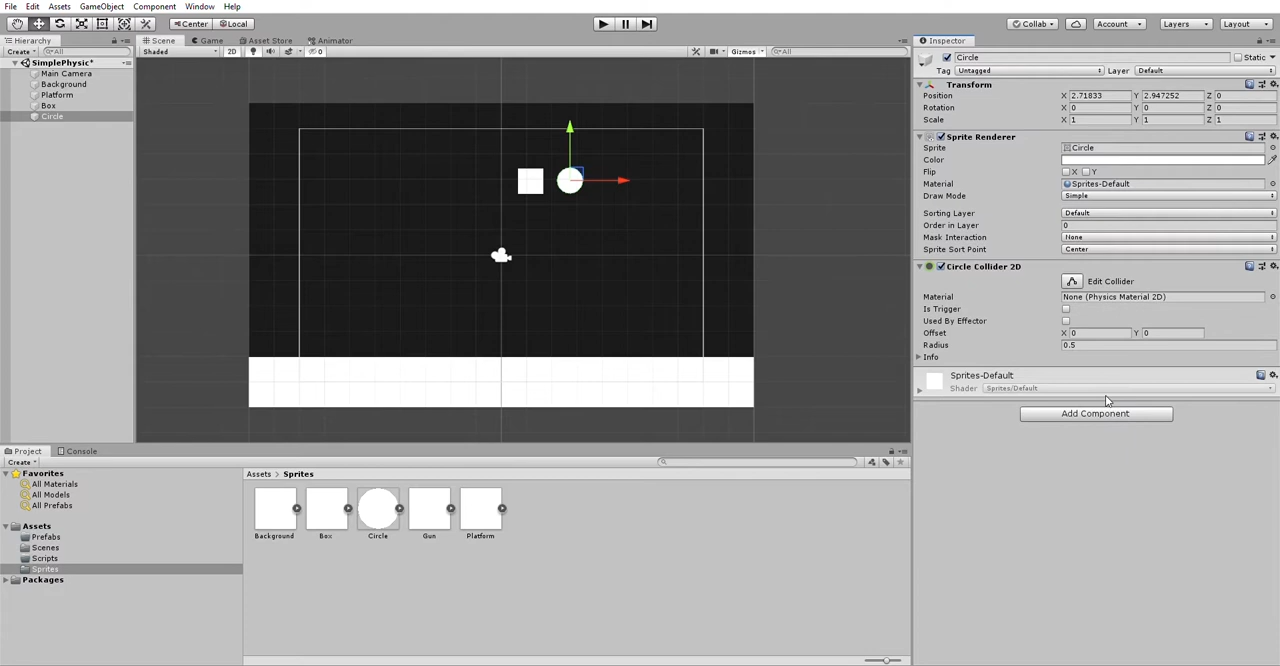 File Edit Assets GameObject Component Window Help
Center Local Collab Account Layers Layout
Hierarchy Scene Game Asset Store Animator Inspector
Create All Shaded 2D 0 Gizmos All
SimplePhysic*
Main Camera
Background
Platform
Box
Circle
Circle Static
Tag Untagged Layer Default
Transform
Position X 2.71833 Y 2.947252 Z 0
Rotation X 0 Y 0 Z 0
Scale X 1 Y 1 Z 1
Sprite Renderer
Sprite Circle
Color
Flip X Y
Material Sprites-Default
Draw Mode Simple
Sorting Layer Default
Order in Layer 0
Mask Interaction None
Sprite Sort Point Center
Circle Collider 2D
Edit Collider
Material None (Physics Material 2D)
Is Trigger
Used By Effector
Offset X 0 Y 0
Radius 0.5
Info
Sprites-Default
Shader Sprites/Default
Add Component
Project Console
Create
Favorites
All Materials
All Models
All Prefabs
Assets
Prefabs
Scenes
Scripts
Sprites
Packages
Assets Sprites
Background Box Circle Gun Platform